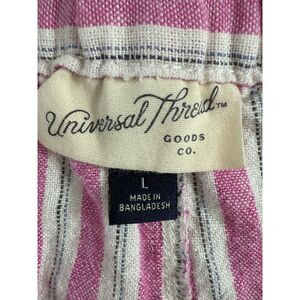 Universal Thread™
GOODS
CO.
L
MADE IN
BANGLADESH